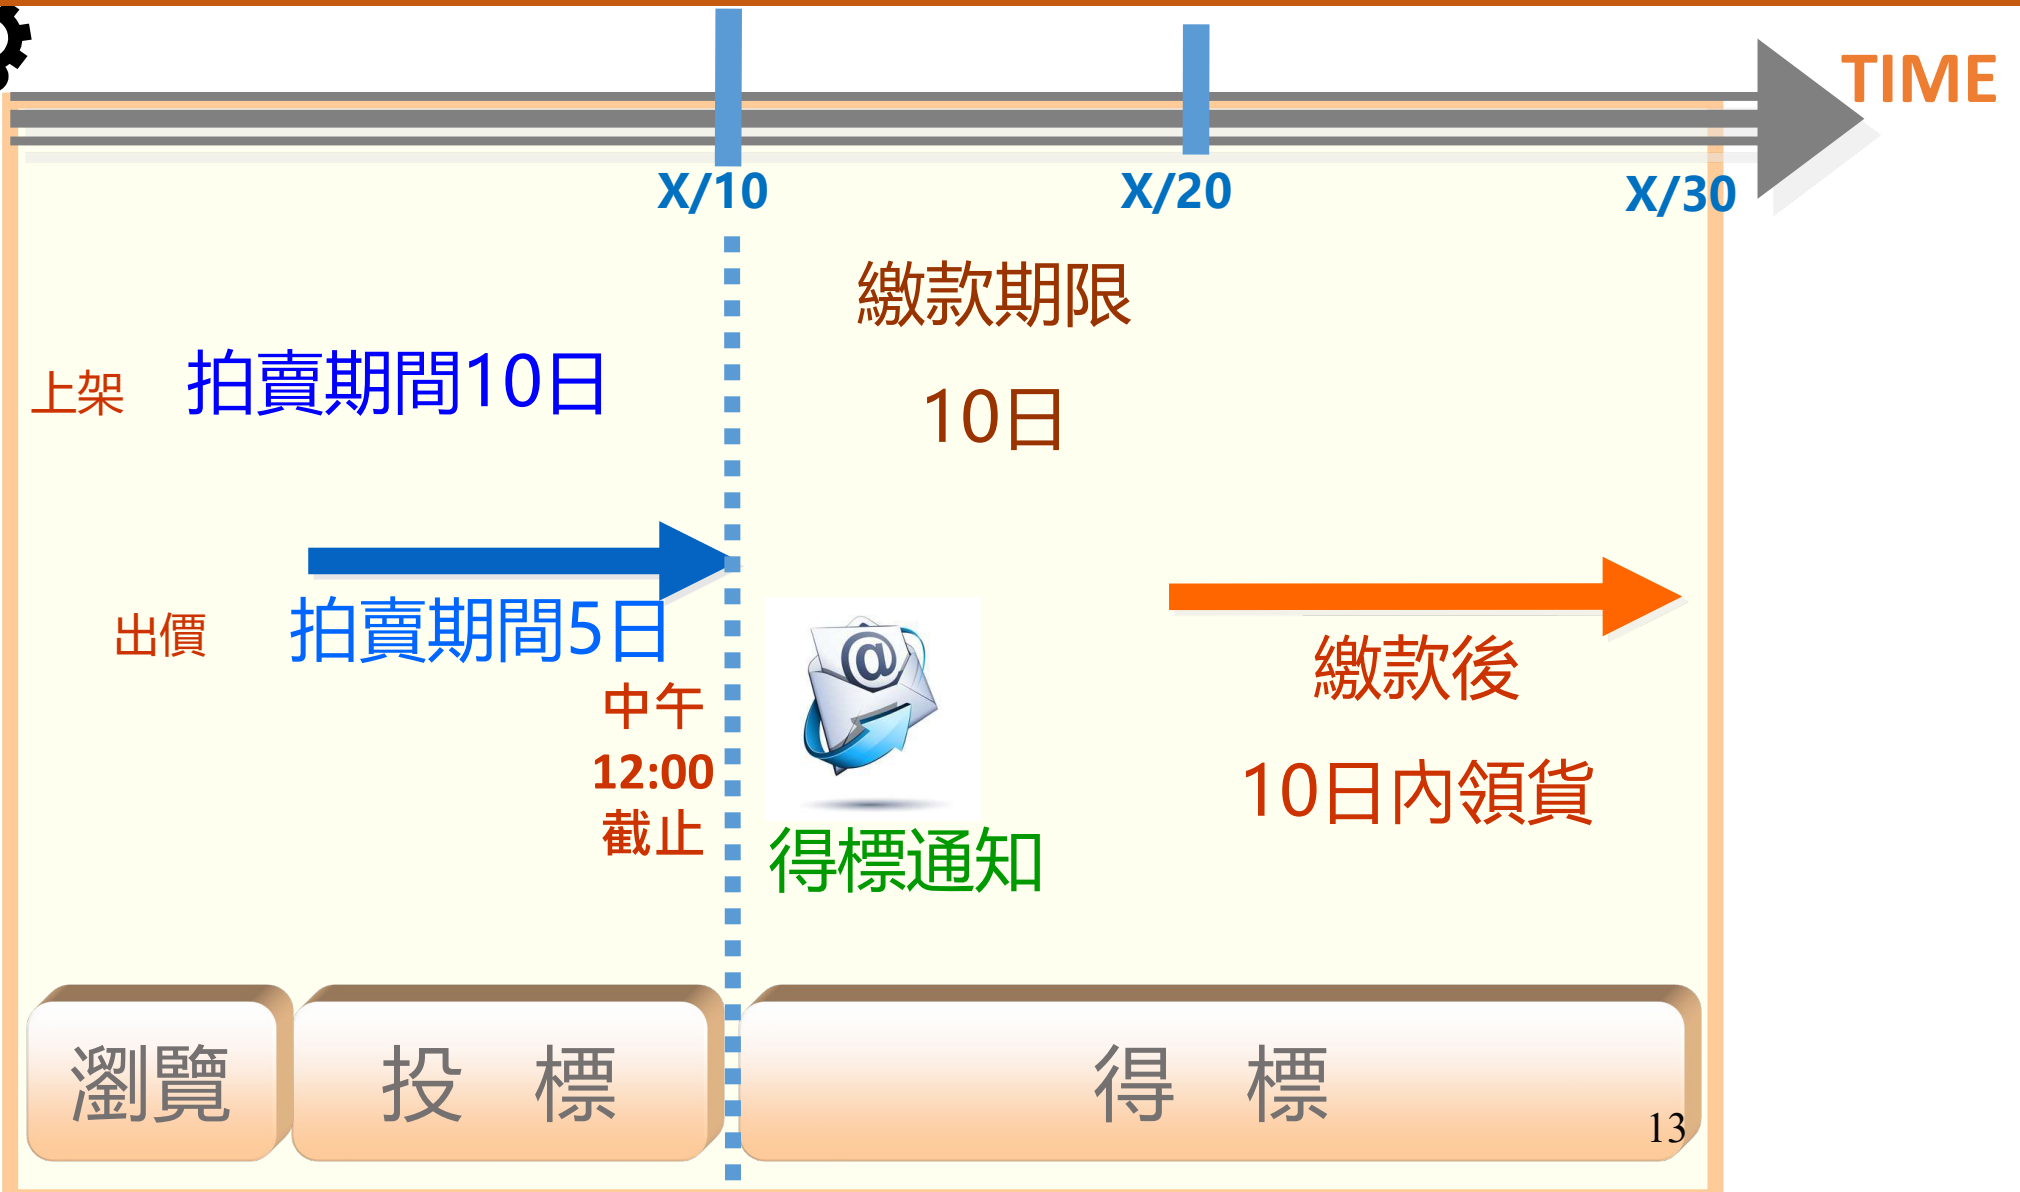 TIME
X/10
X/20
X/30
繳款期限
10日
上架
拍賣期間10日
出價
拍賣期間5日
中午
12:00
截止
@
得標通知
繳款後
10日內領貨
瀏覽
投 標
得 標
13